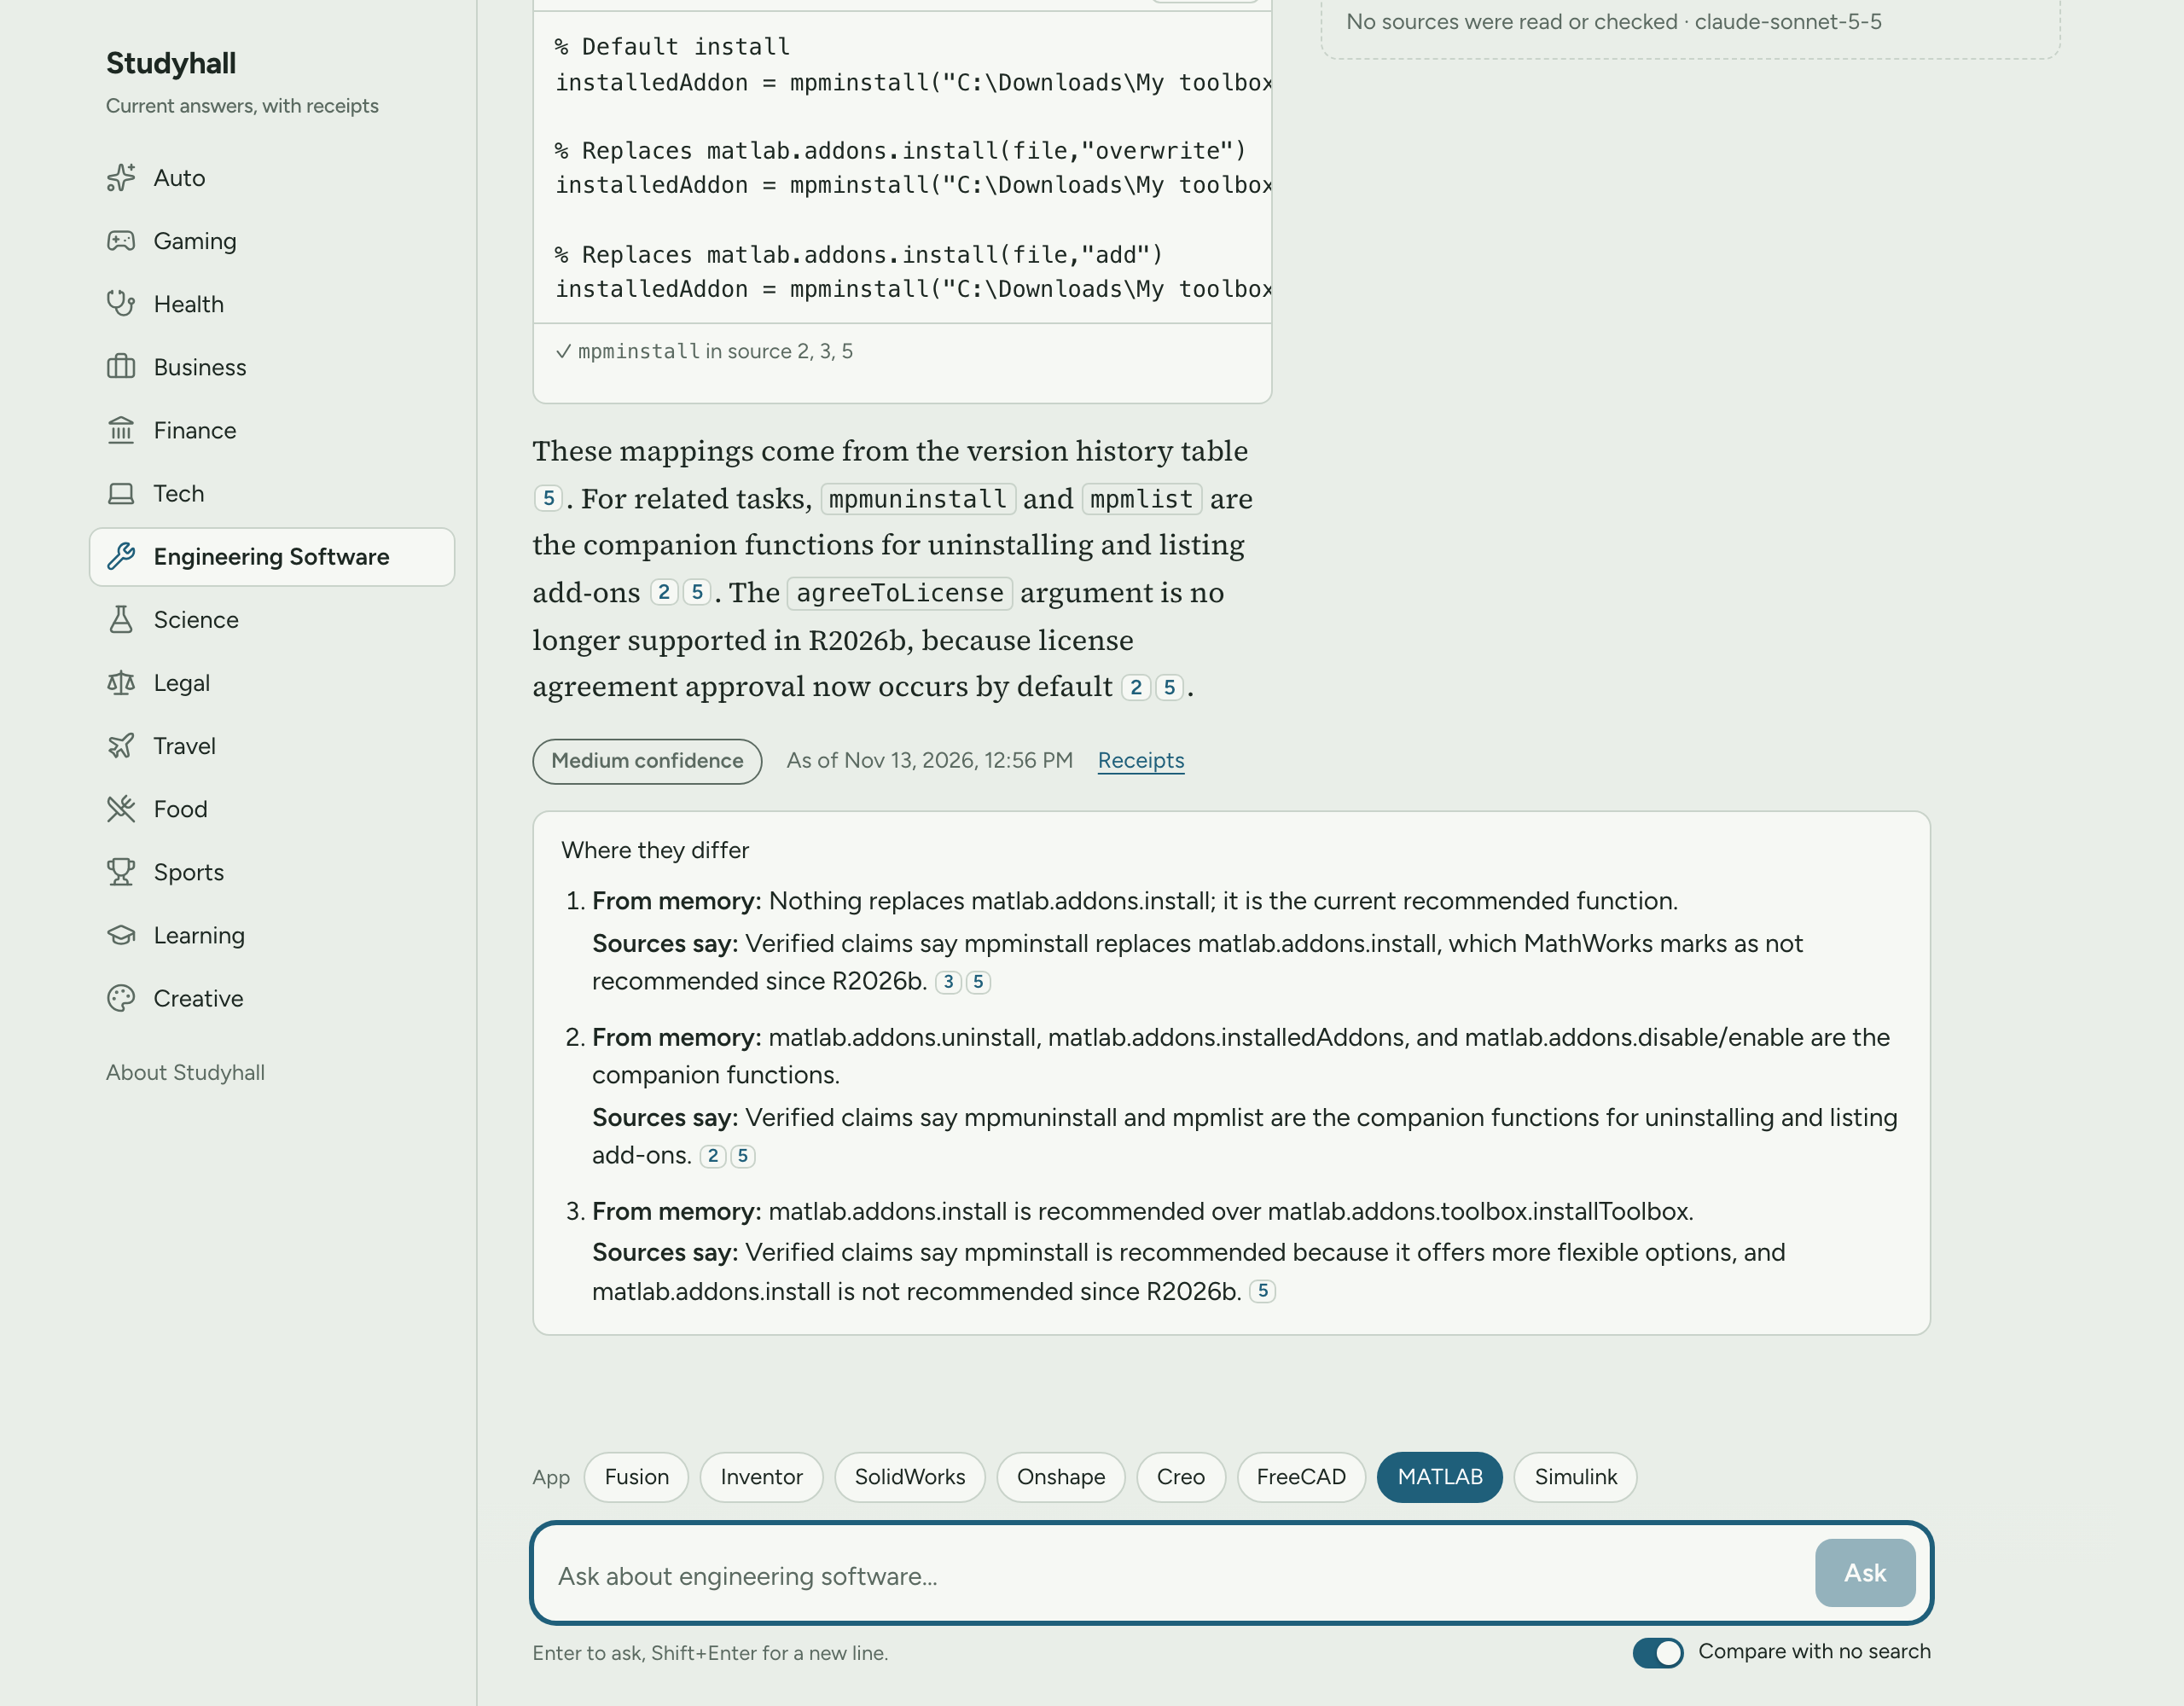 Studyhall
Current answers, with receipts
Auto
Gaming
Health
Business
Finance
Tech
Engineering Software
Science
Legal
Travel
Food
Sports
Learning
Creative
About Studyhall
% Default install
installedAddon = mpminstall("C:\Downloads\My toolbox
% Replaces matlab.addons.install(file,"overwrite")
installedAddon = mpminstall("C:\Downloads\My toolbox
% Replaces matlab.addons.install(file,"add")
installedAddon = mpminstall("C:\Downloads\My toolbox
✓ mpminstall in source 2, 3, 5
These mappings come from the version history table
5. For related tasks, mpmuninstall and mpmlist are
the companion functions for uninstalling and listing
add-ons 2 5. The agreeToLicense argument is no
longer supported in R2026b, because license
agreement approval now occurs by default 2 5.
Medium confidence As of Nov 13, 2026, 12:56 PM Receipts
No sources were read or checked · claude-sonnet-5-5
Where they differ
1. From memory: Nothing replaces matlab.addons.install; it is the current recommended function.
Sources say: Verified claims say mpminstall replaces matlab.addons.install, which MathWorks marks as not
recommended since R2026b. 3 5
2. From memory: matlab.addons.uninstall, matlab.addons.installedAddons, and matlab.addons.disable/enable are the
companion functions.
Sources say: Verified claims say mpmuninstall and mpmlist are the companion functions for uninstalling and listing
add-ons. 2 5
3. From memory: matlab.addons.install is recommended over matlab.addons.toolbox.installToolbox.
Sources say: Verified claims say mpminstall is recommended because it offers more flexible options, and
matlab.addons.install is not recommended since R2026b. 5
App Fusion Inventor SolidWorks Onshape Creo FreeCAD MATLAB Simulink
Ask about engineering software...
Ask
Enter to ask, Shift+Enter for a new line.
Compare with no search